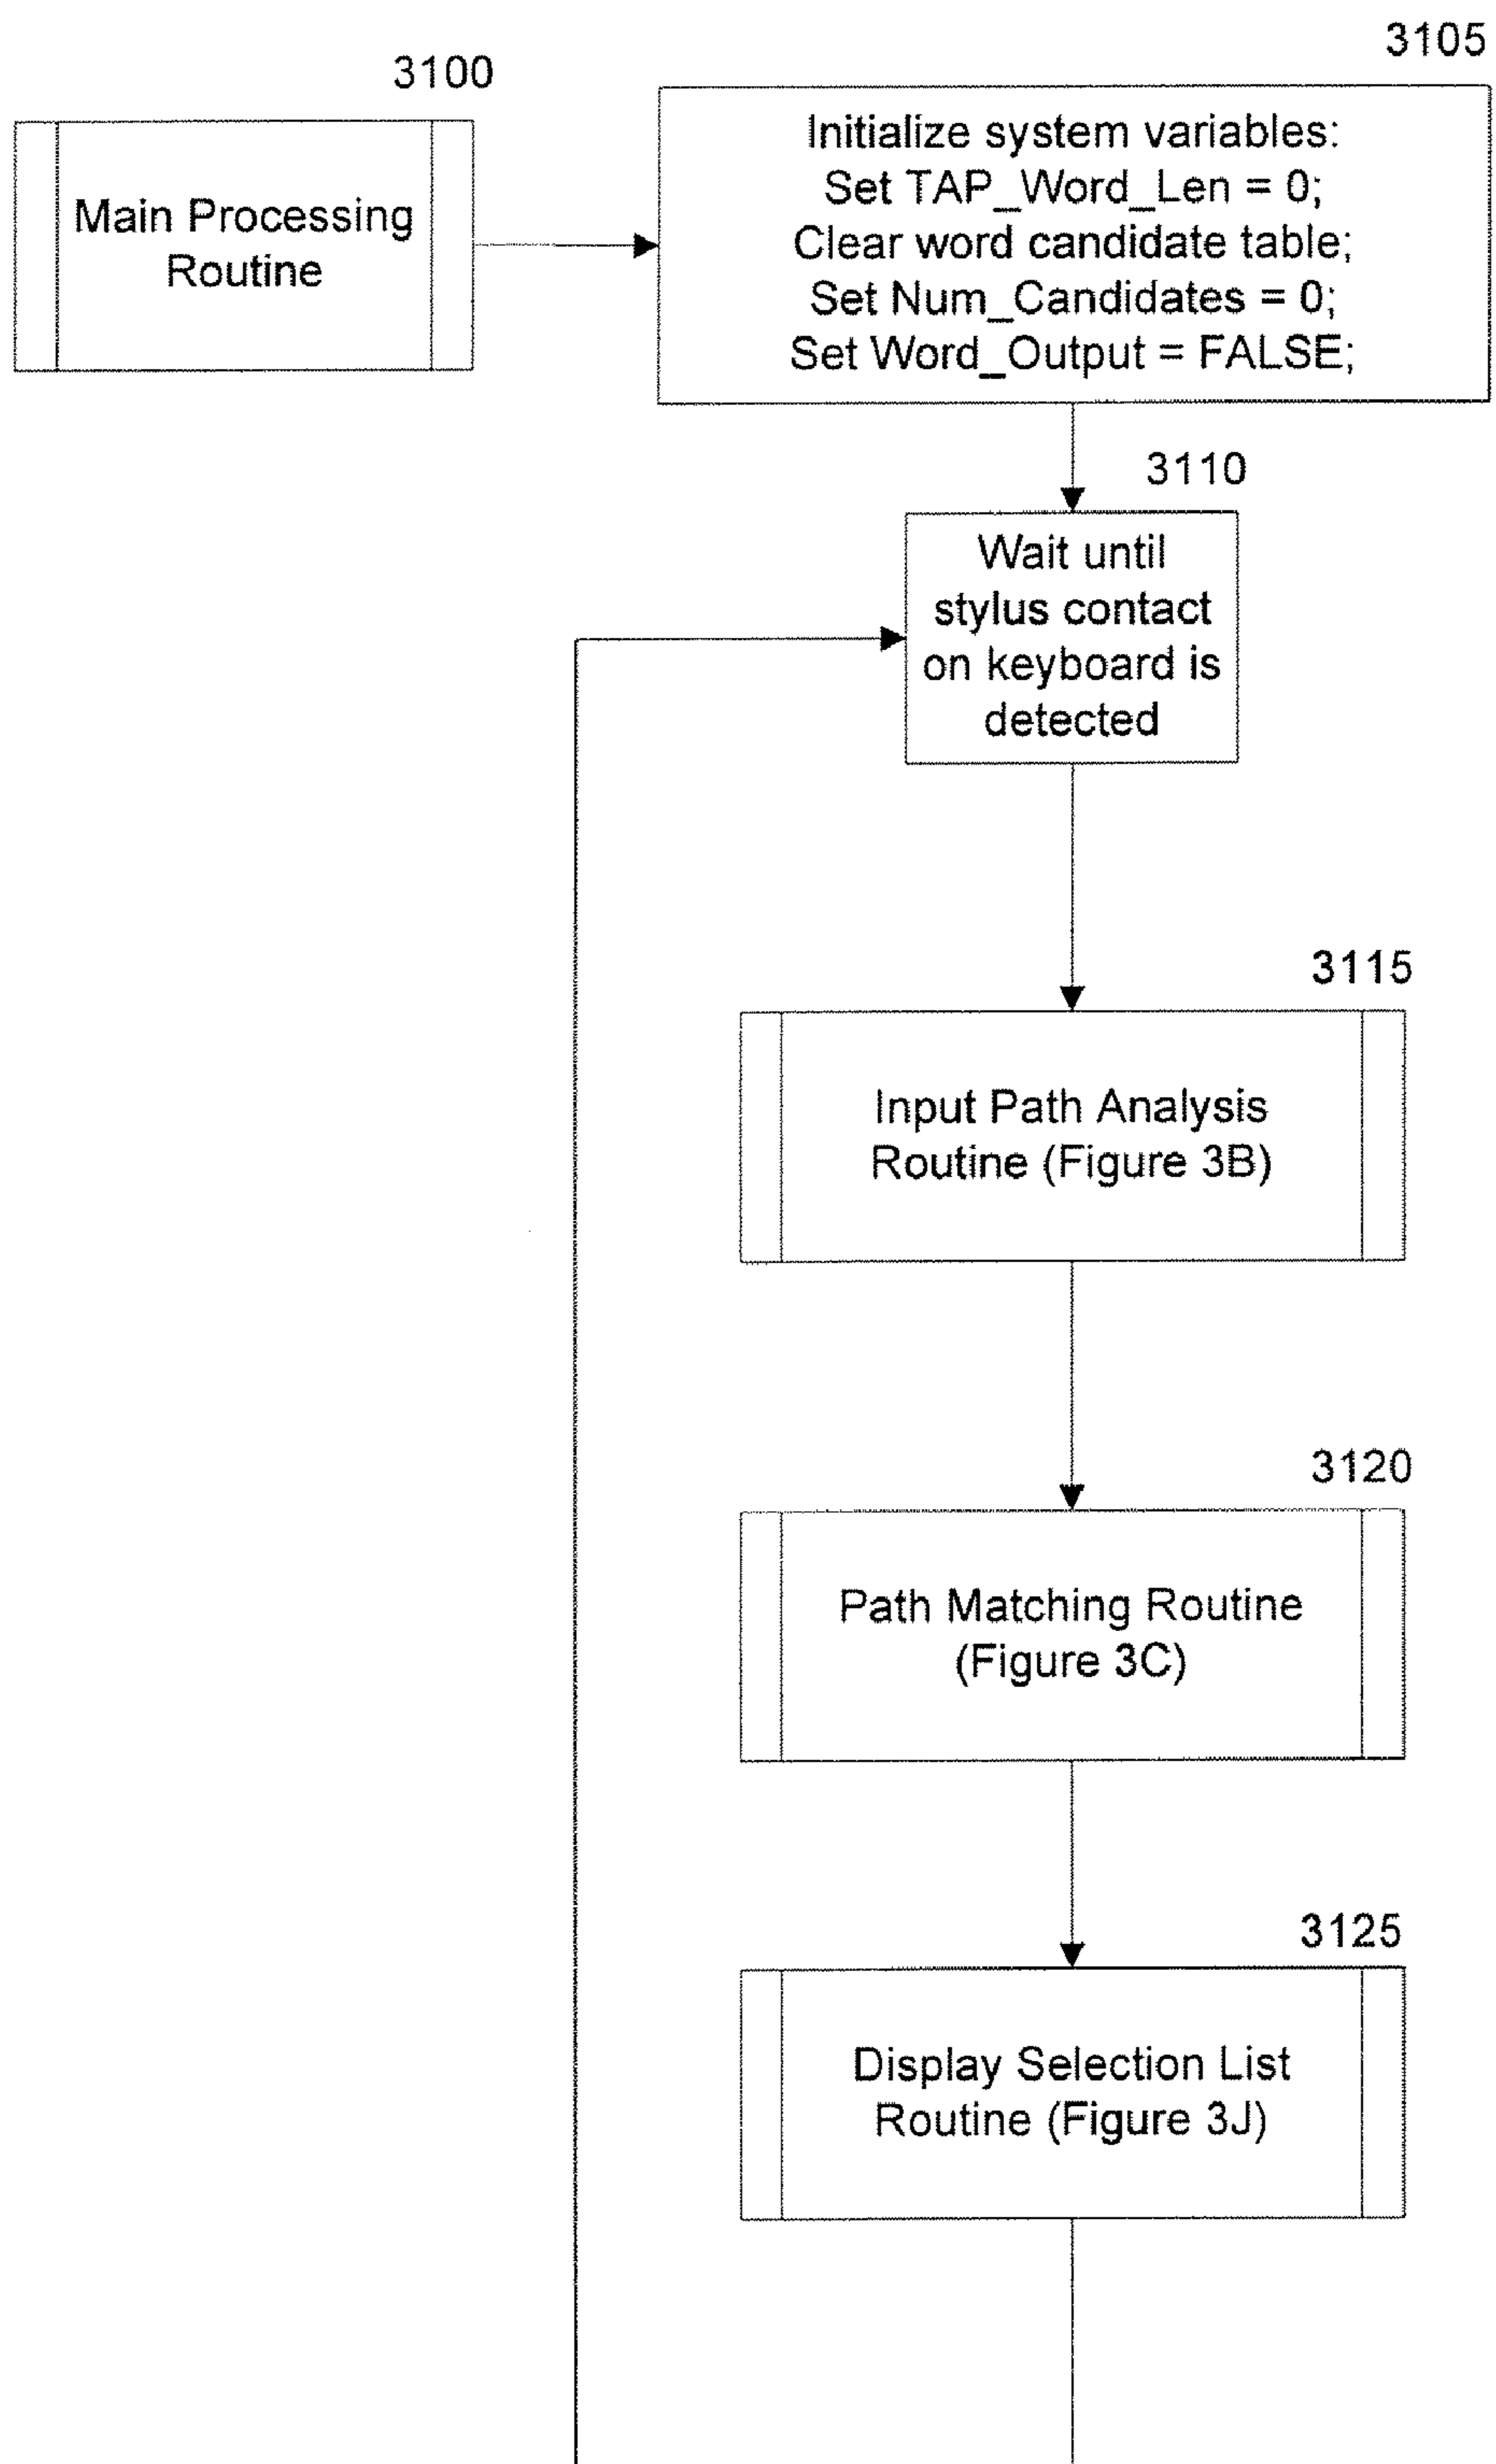 3100
Main Processing
Routine
3105
Initialize system variables:
Set TAP_Word_Len = 0;
Clear word candidate table;
Set Num_Candidates = 0;
Set Word_Output = FALSE;
3110
Wait until
stylus contact
on keyboard is
detected
3115
Input Path Analysis
Routine (Figure 3B)
3120
Path Matching Routine
(Figure 3C)
3125
Display Selection List
Routine (Figure 3J)